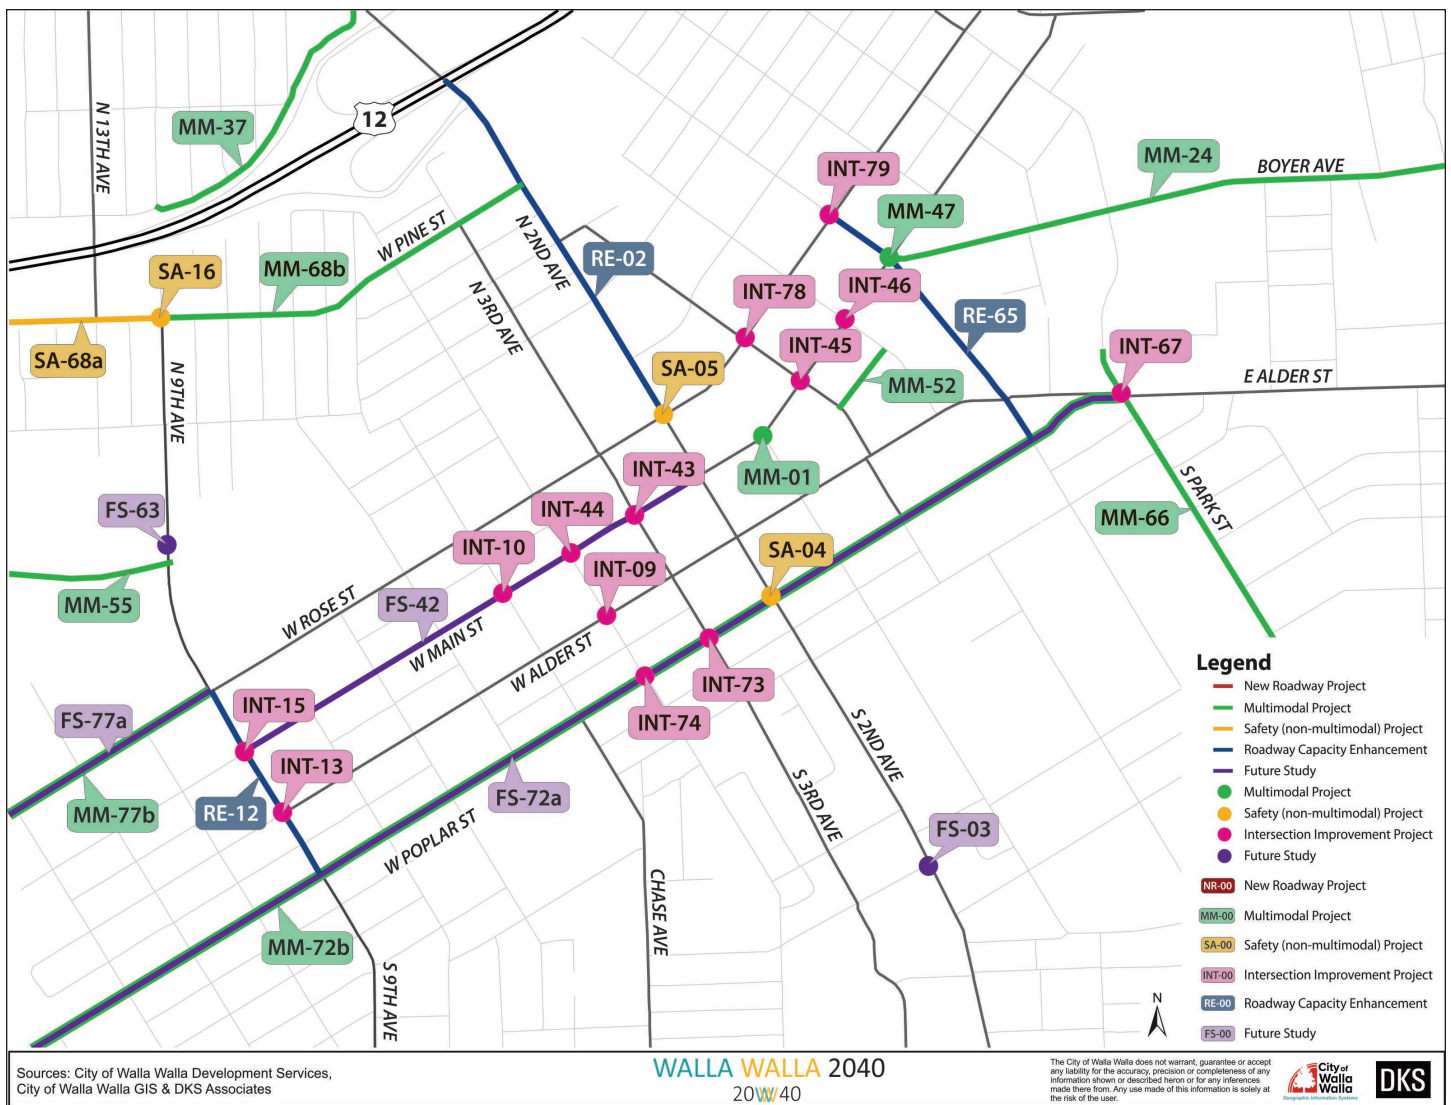 12
N 13TH AVE
MM-37
INT-79
MM-24
BOYER AVE
MM-47
W PINE ST
N 2ND AVE
RE-02
SA-16
MM-68b
INT-78
INT-46
N 3RD AVE
RE-65
SA-68a
INT-45
INT-67
SA-05
MM-52
E ALDER ST
N 9TH AVE
INT-43
MM-01
S PARK ST
FS-63
INT-44
MM-66
INT-10
SA-04
INT-09
MM-55
W ROSE ST
FS-42
W MAIN ST
W ALDER ST
INT-73
FS-77a
INT-15
INT-74
S 2ND AVE
INT-13
MM-77b
RE-12
FS-72a
S 3RD AVE
W POPLAR ST
FS-03
CHASE AVE
MM-72b
S 9TH AVE
Legend
New Roadway Project
Multimodal Project
Safety (non-multimodal) Project
Roadway Capacity Enhancement
Future Study
Multimodal Project
Safety (non-multimodal) Project
Intersection Improvement Project
Future Study
NR-00 New Roadway Project
MM-00 Multimodal Project
SA-00 Safety (non-multimodal) Project
INT-00 Intersection Improvement Project
RE-00 Roadway Capacity Enhancement
FS-00 Future Study
N
Sources: City of Walla Walla Development Services,
City of Walla Walla GIS & DKS Associates
WALLA WALLA 2040
20 40
The City of Walla Walla does not warrant, guarantee or accept
any liability for the accuracy, precision or completeness of any
information shown or described heron or for any inferences
made there from. Any use made of this information is solely at
the risk of the user.
City of
Walla
Walla
Geographic Information Systems
DKS